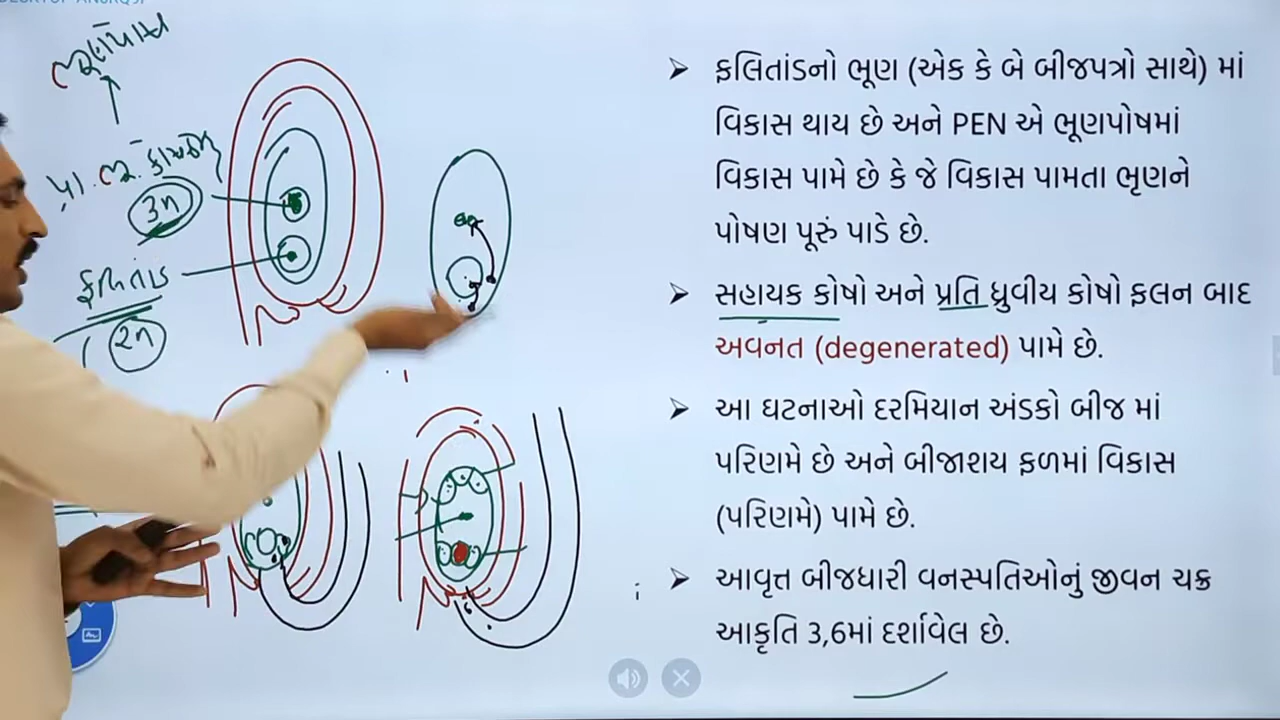 પ્રા. ભ્રૂ. કોષકેન્દ્ર
3n
ફલિતાંડ
2n
➤ ફલિતાંડનો ભૂણ (એક કે બે બીજપત્રો સાથે) માં
વિકાસ થાય છે અને PEN એ ભૂણપોષમાં
વિકાસ પામે છે કે જે વિકાસ પામતા ભૃણને
પોષણ પૂરું પાડે છે.
➤ સહાયક કોષો અને પ્રતિ ધ્રુવીય કોષો ફલન બાદ
અવનત (degenerated) પામે છે.
➤ આ ઘટનાઓ દરમિયાન અંડકો બીજ માં
પરિણમે છે અને બીજાશય ફળમાં વિકાસ
(પરિણમે) પામે છે.
➤ આવૃત્ત બીજધારી વનસ્પતિઓનું જીવન ચક્ર
આકૃતિ 3,6માં દર્શાવેલ છે.